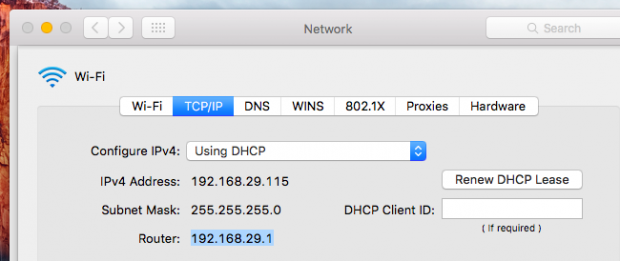 Network
Search
Wi-Fi
Wi-Fi TCP/IP DNS WINS 802.1X Proxies Hardware
Configure IPv4: Using DHCP
IPv4 Address: 192.168.29.115 Renew DHCP Lease
Subnet Mask: 255.255.255.0 DHCP Client ID:
( If required )
Router: 192.168.29.1